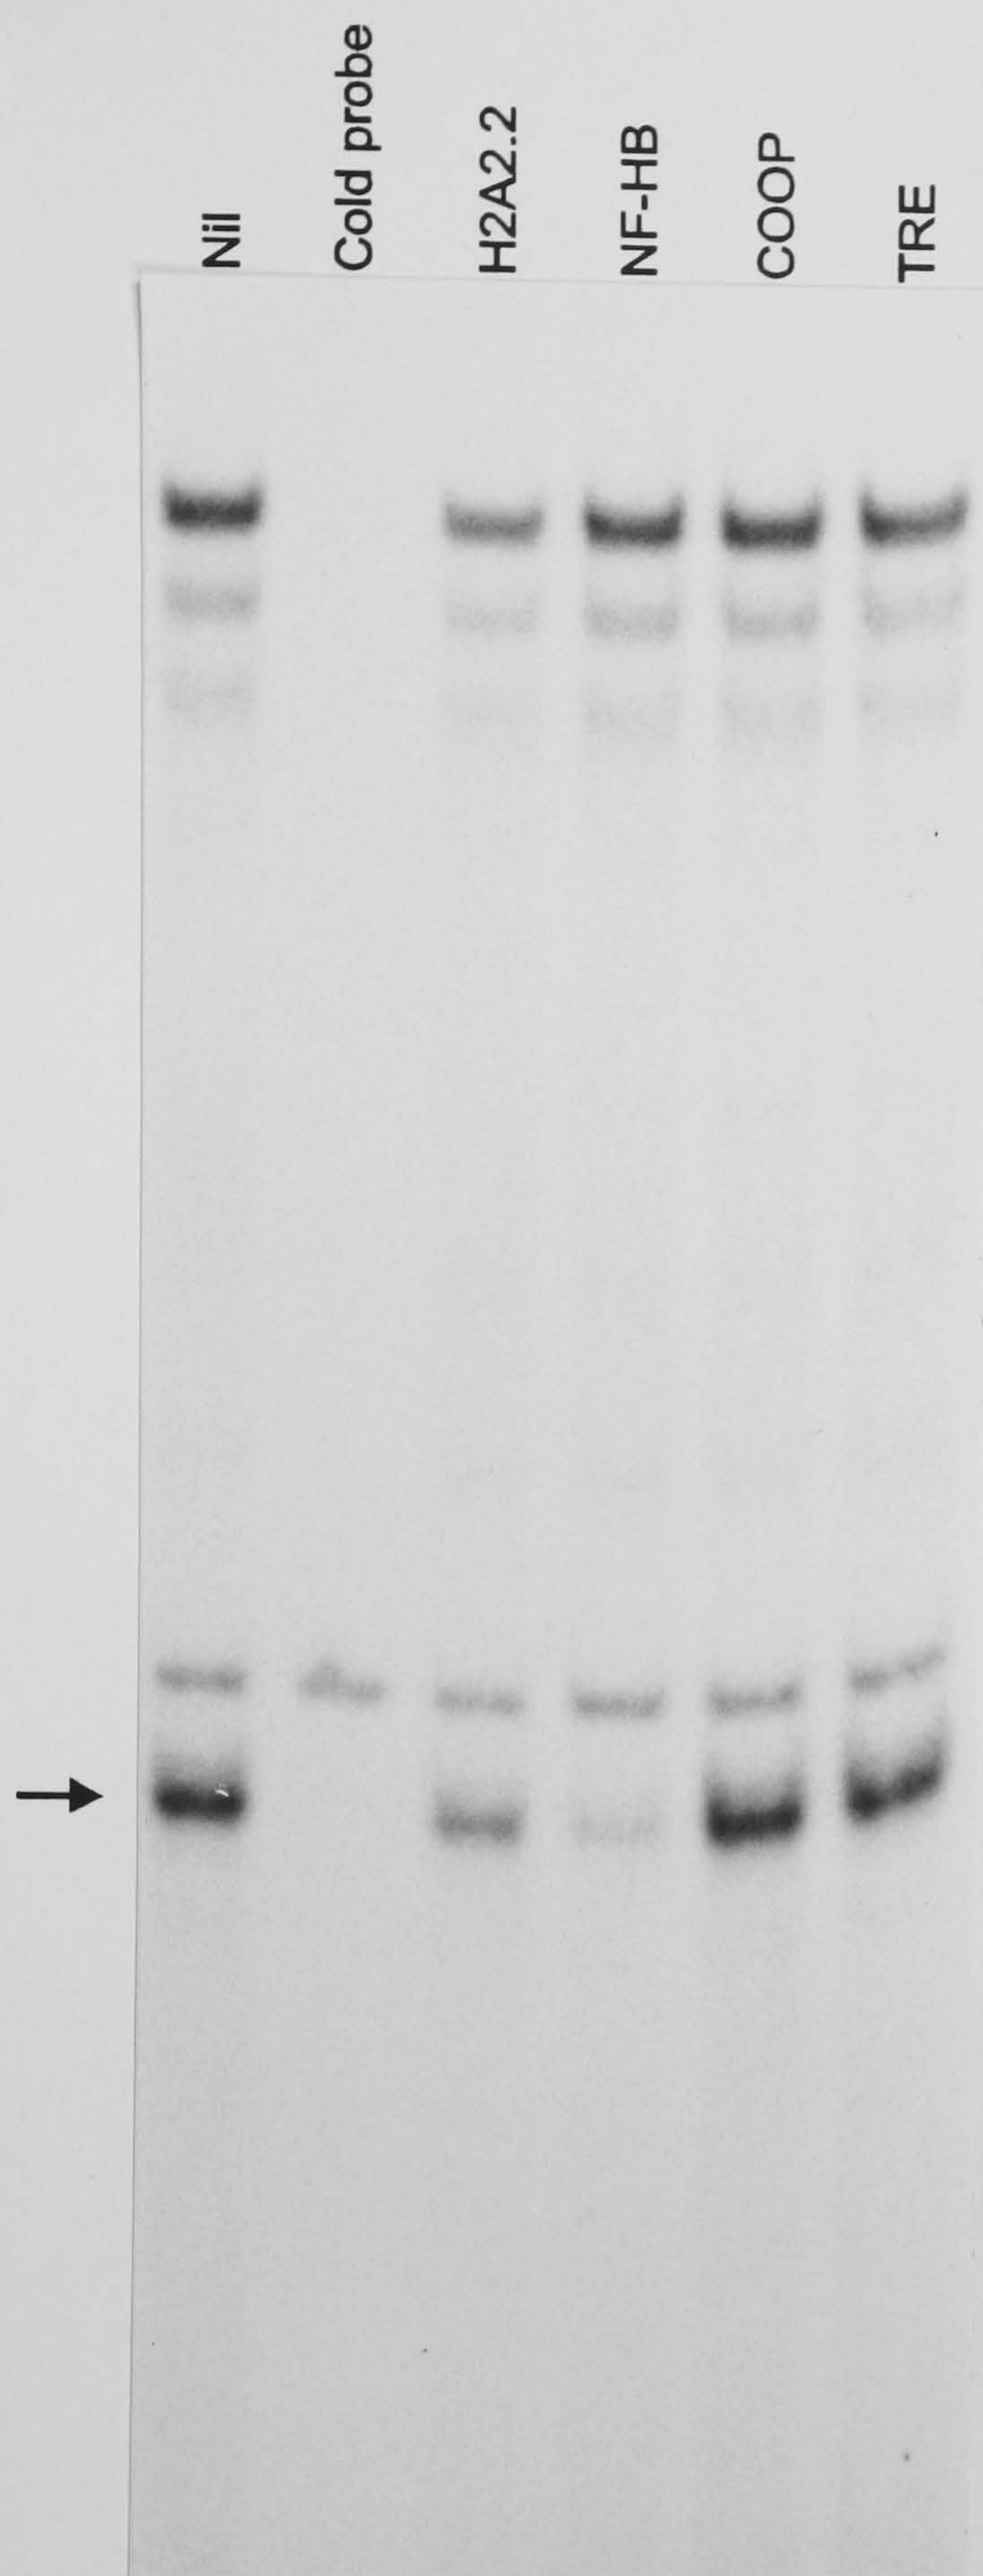 Nil
Cold probe
H2A2.2
NF-HB
COOP
TRE